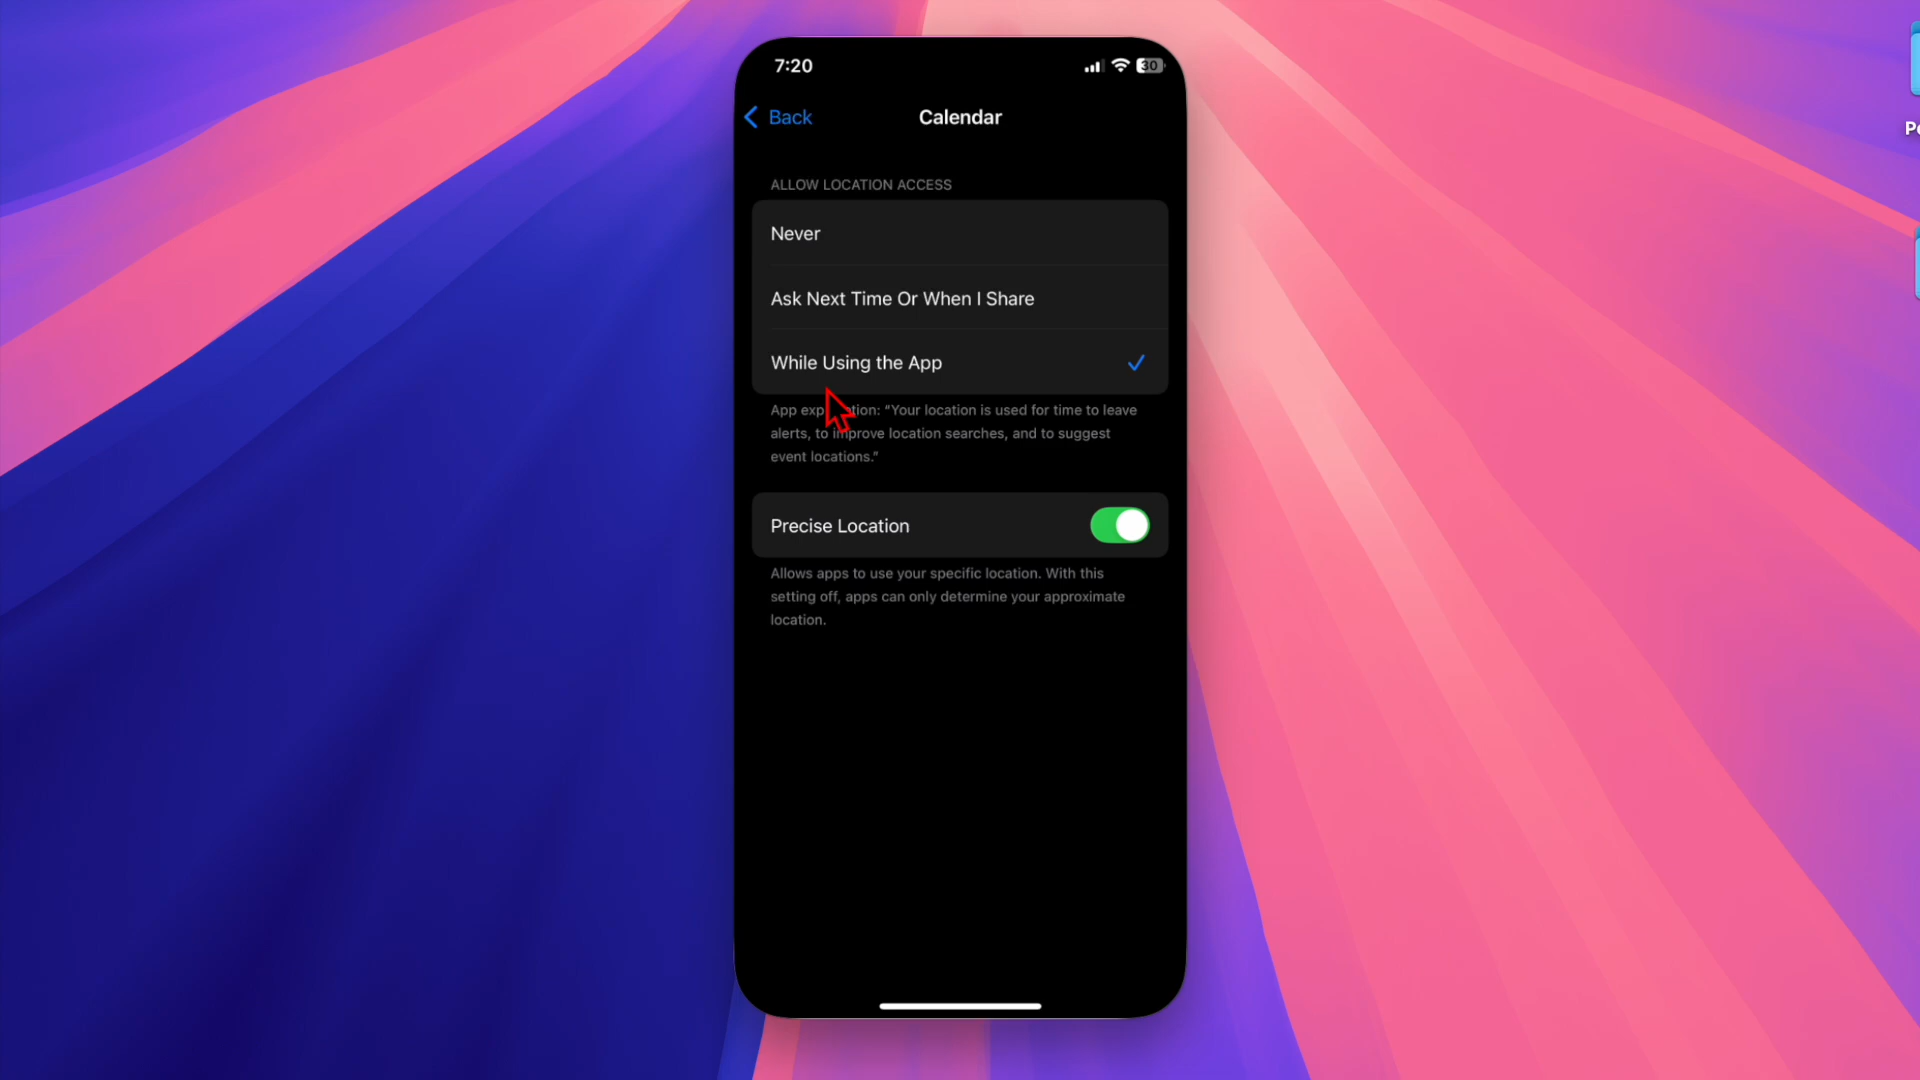 7:20
30
Back
Calendar
ALLOW LOCATION ACCESS
Never
Ask Next Time Or When I Share
While Using the App
App tion: “Your location is used for time to leave
alerts, to improve location searches, and to suggest
event locations.”
Precise Location
Allows apps to use your specific location. With this
setting off, apps can only determine your approximate
location.